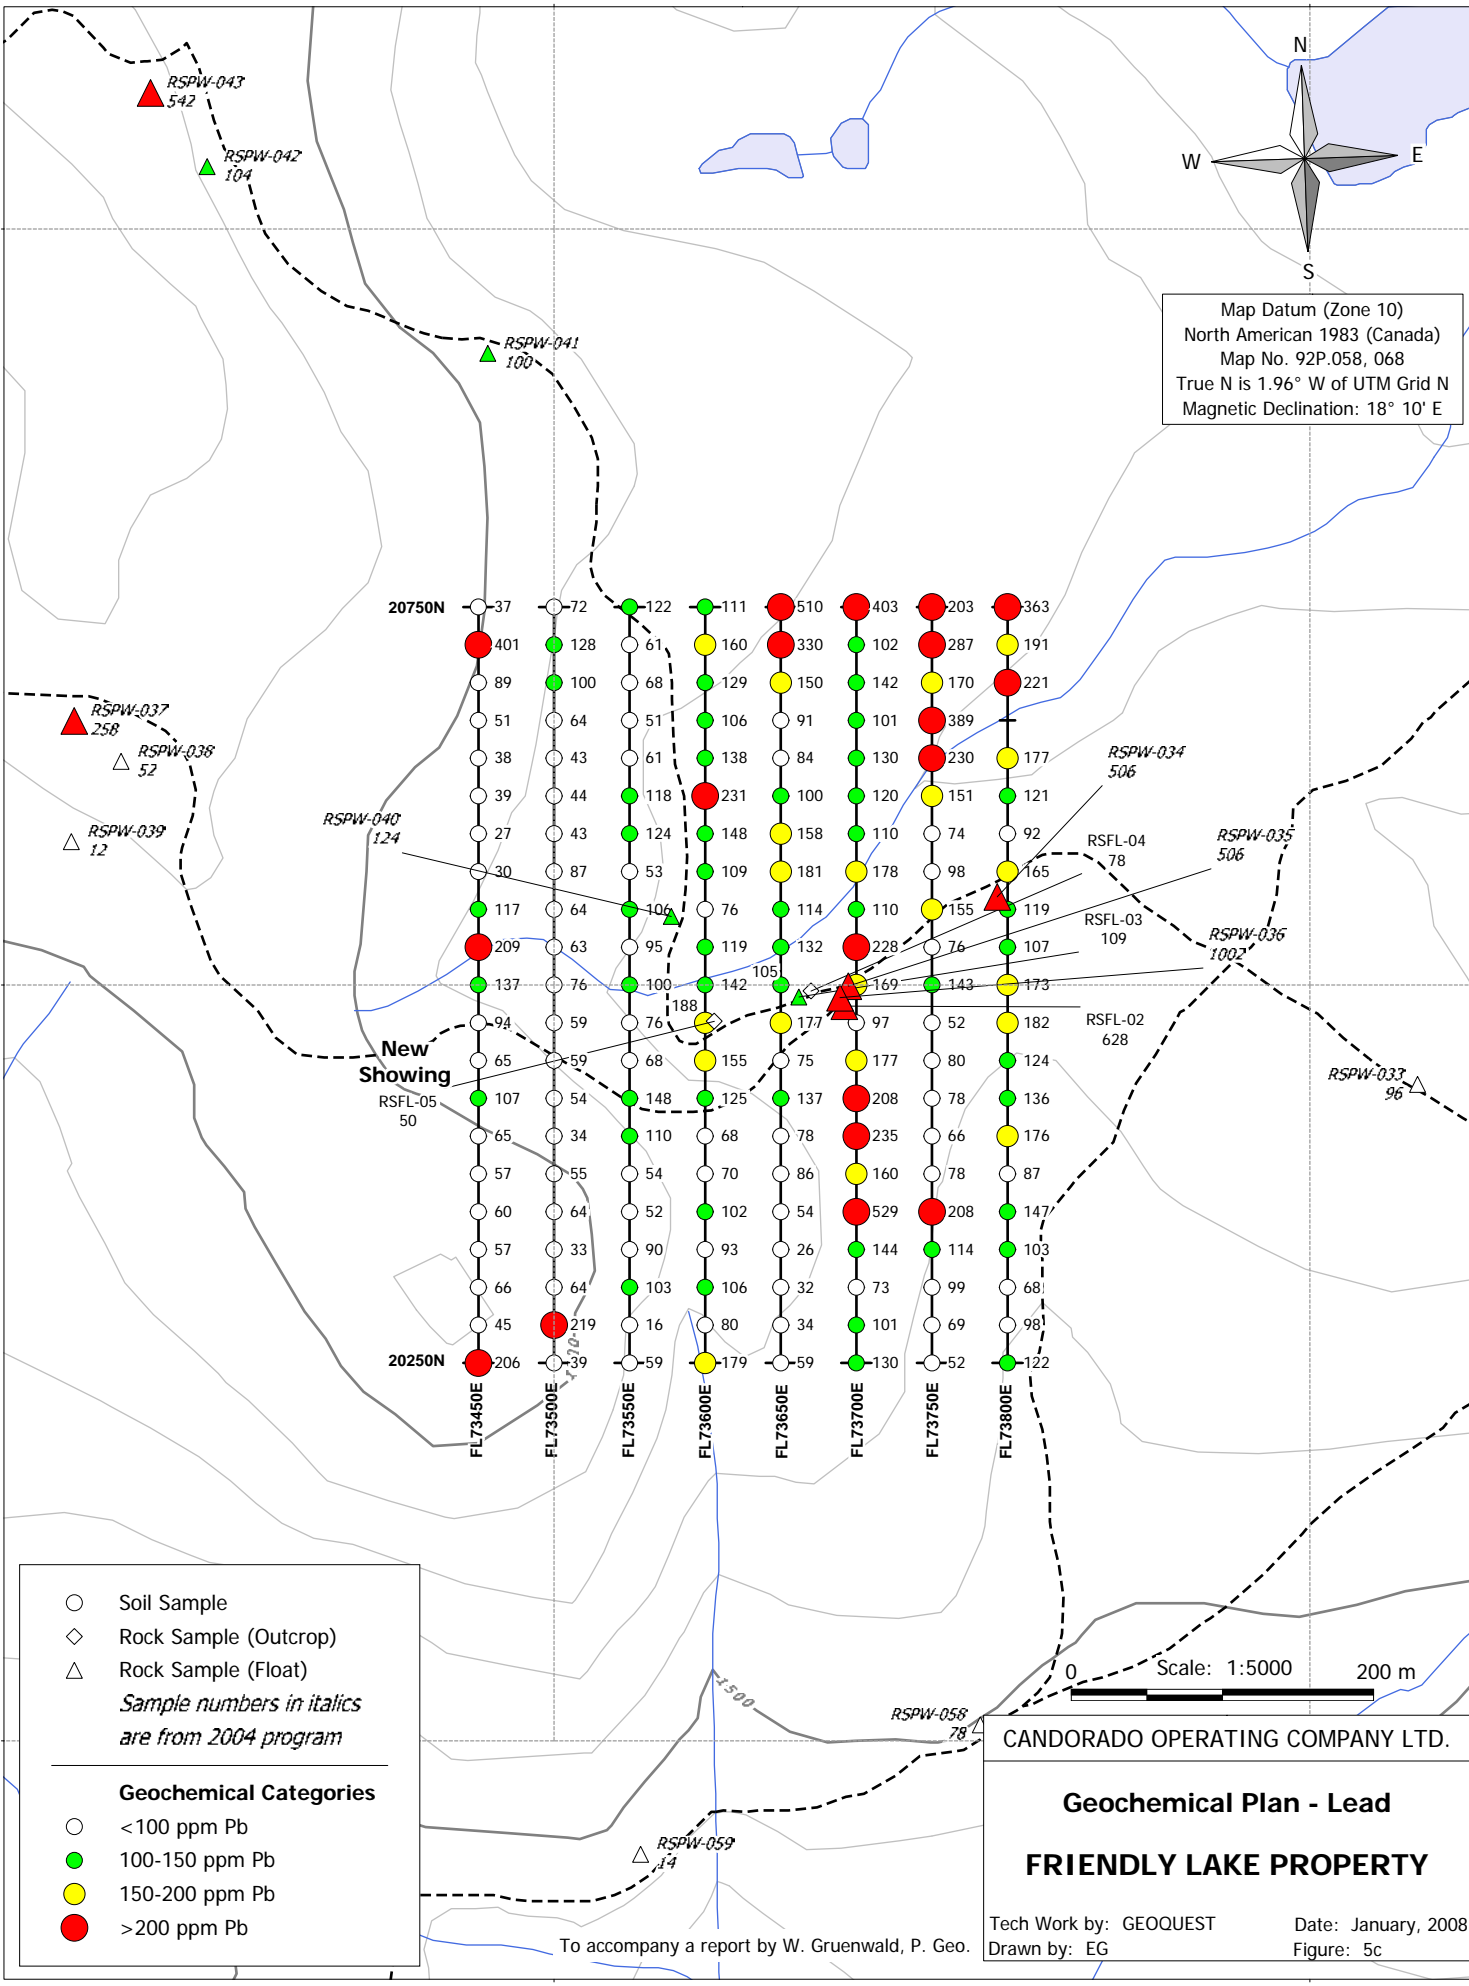 RSPW-043
542
RSPW-042
104
RSPW-041
100
N
W
E
S
Map Datum (Zone 10)
North American 1983 (Canada)
Map No. 92P.058, 068
True N is 1.96° W of UTM Grid N
Magnetic Declination: 18° 10' E
20750N
37 72 122 111 510 403 203 363
401 128 61 160 330 102 287 191
89 100 68 129 150 142 170 221
51 64 51 106 91 101 389
38 43 61 138 84 130 230 177
39 44 118 231 100 120 151 121
27 43 124 148 158 110 74 92
30 87 53 109 181 178 98 165
117 64 106 76 114 110 155 119
209 63 95 119 132 228 76 107
137 76 100 142 105 169 143 173
94 59 76 188 177 97 52 182
65 59 68 155 75 177 80 124
107 54 148 125 137 208 78 136
65 34 110 68 78 235 66 176
57 55 54 70 86 160 78 87
60 64 52 102 54 529 208 147
57 33 90 93 26 144 114 103
66 64 103 106 32 73 99 68
45 219 16 80 34 101 69 98
20250N
206 39 59 179 59 130 52 122
FL73450E
FL73500E
FL73550E
FL73600E
FL73650E
FL73700E
FL73750E
FL73800E
RSPW-037
258
RSPW-038
52
RSPW-039
12
RSPW-040
124
RSPW-034
506
RSPW-035
506
RSFL-04
78
RSFL-03
109
RSPW-036
1002
RSFL-02
628
RSPW-033
96
New
Showing
RSFL-05
50
1500
RSPW-058
78
RSPW-059
14
Soil Sample
Rock Sample (Outcrop)
Rock Sample (Float)
Sample numbers in italics
are from 2004 program
Geochemical Categories
<100 ppm Pb
100-150 ppm Pb
150-200 ppm Pb
>200 ppm Pb
0 Scale: 1:5000 200 m
CANDORADO OPERATING COMPANY LTD.
Geochemical Plan - Lead
FRIENDLY LAKE PROPERTY
Tech Work by: GEOQUEST
Date: January, 2008
Drawn by: EG
Figure: 5c
To accompany a report by W. Gruenwald, P. Geo.